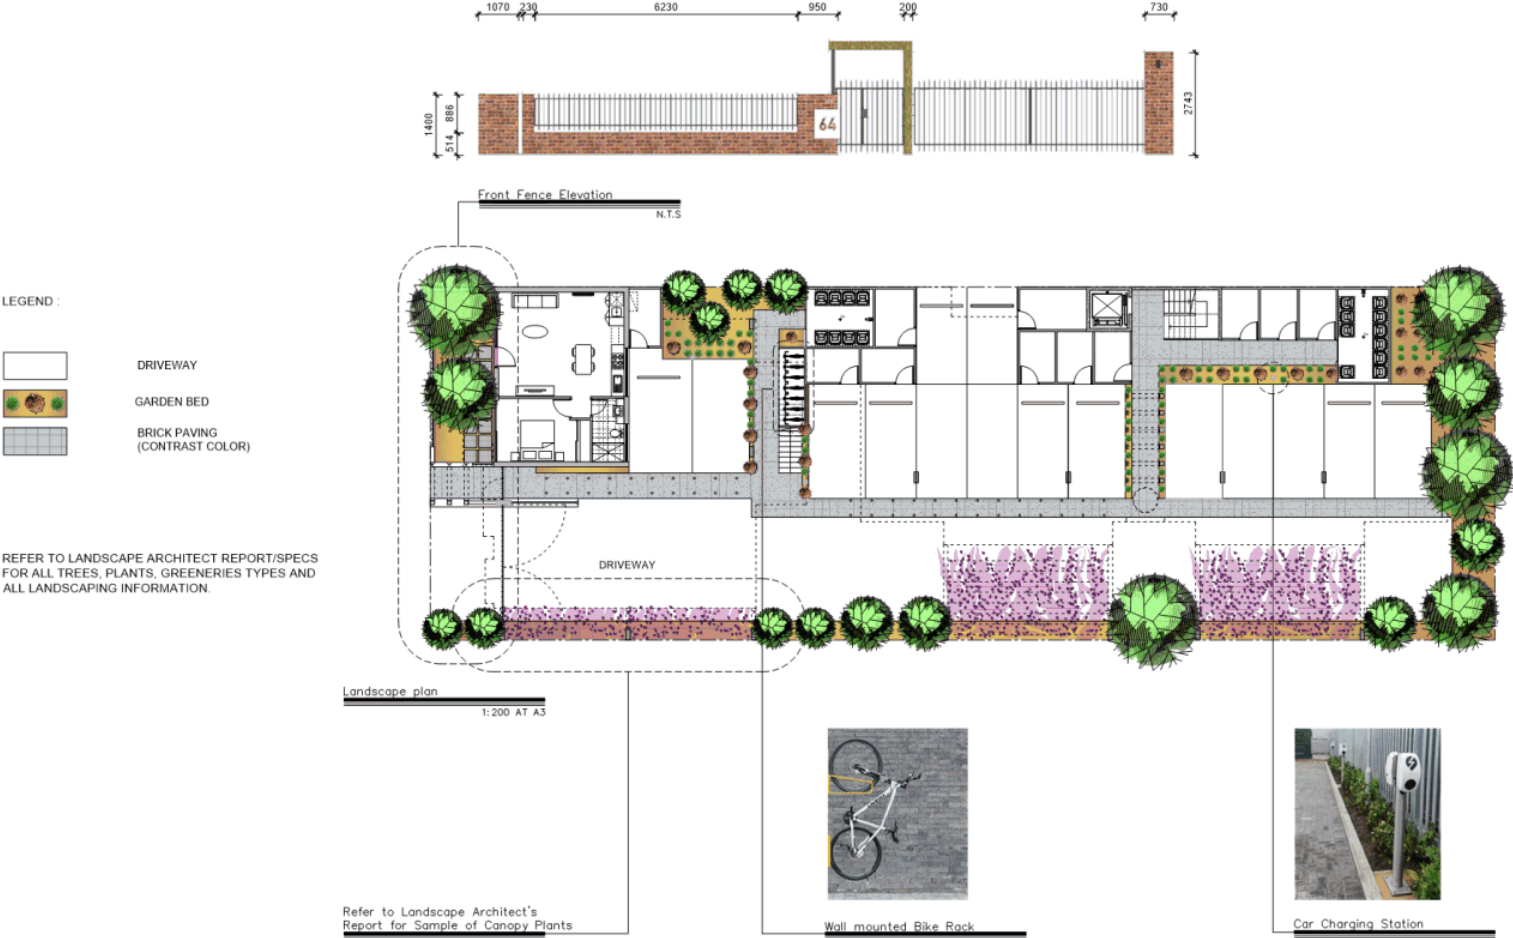 1070 230 6230 950 200 730
1400
886
514
64
2743
Front Fence Elevation
N.T.S
LEGEND :
DRIVEWAY
GARDEN BED
BRICK PAVING
(CONTRAST COLOR)
REFER TO LANDSCAPE ARCHITECT REPORT/SPECS
FOR ALL TREES, PLANTS, GREENERIES TYPES AND
ALL LANDSCAPING INFORMATION.
DRIVEWAY
Landscape plan
1:200 AT A3
Refer to Landscape Architect's
Report for Sample of Canopy Plants
Wall mounted Bike Rack
Car Charging Station